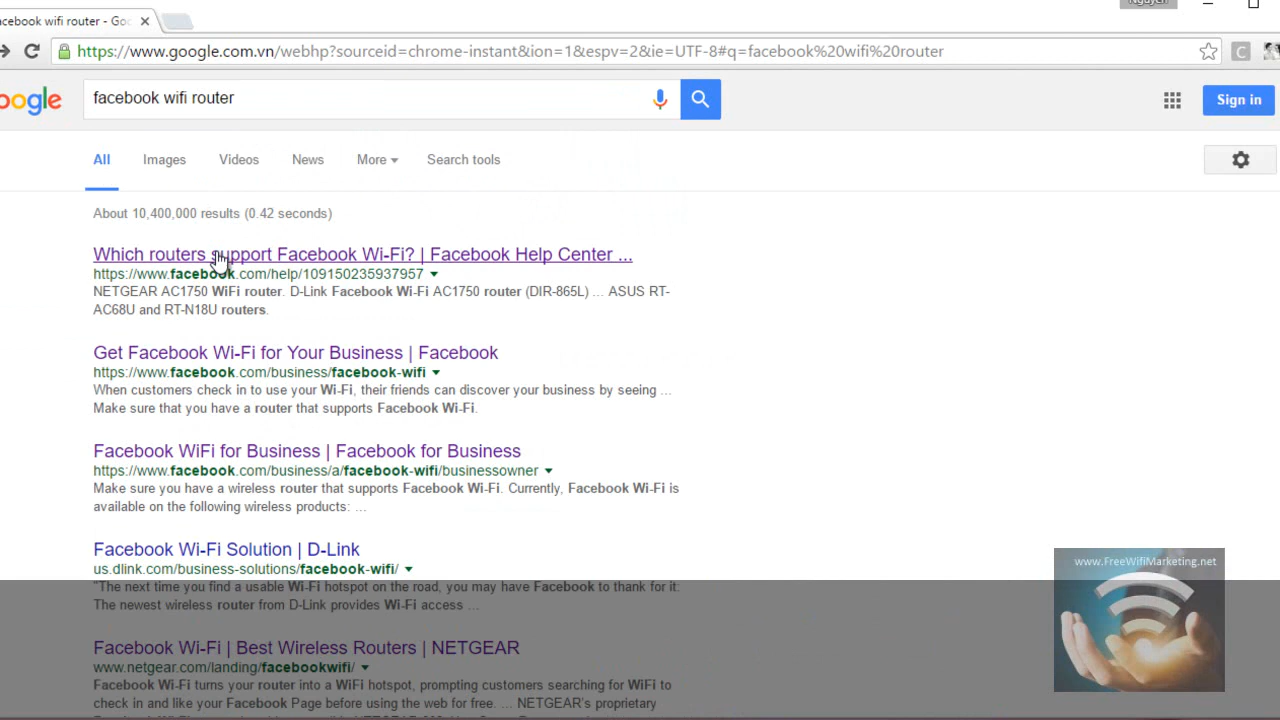 Nguyen
acebook wifi router - Goo
https://www.google.com.vn/webhp?sourceid=chrome-instant&ion=1&espv=2&ie=UTF-8#q=facebook%20wifi%20router
C
oogle
facebook wifi router
Sign in
All Images Videos News More Search tools
About 10,400,000 results (0.42 seconds)
Which routers support Facebook Wi-Fi? | Facebook Help Center ...
https://www.facebook.com/help/109150235937957
NETGEAR AC1750 WiFi router. D-Link Facebook Wi-Fi AC1750 router (DIR-865L) ... ASUS RT-
AC68U and RT-N18U routers.
Get Facebook Wi-Fi for Your Business | Facebook
https://www.facebook.com/business/facebook-wifi
When customers check in to use your Wi-Fi, their friends can discover your business by seeing ...
Make sure that you have a router that supports Facebook Wi-Fi.
Facebook WiFi for Business | Facebook for Business
https://www.facebook.com/business/a/facebook-wifi/businessowner
Make sure you have a wireless router that supports Facebook Wi-Fi. Currently, Facebook Wi-Fi is
available on the following wireless products: ...
Facebook Wi-Fi Solution | D-Link
us.dlink.com/business-solutions/facebook-wifi/
"The next time you find a usable Wi-Fi hotspot on the road, you may have Facebook to thank for it:
The newest wireless router from D-Link provides Wi-Fi access ...
www.FreeWifiMarketing.net
Facebook Wi-Fi | Best Wireless Routers | NETGEAR
www.netgear.com/landing/facebookwifi/
Facebook Wi-Fi turns your router into a WiFi hotspot, prompting customers searching for WiFi to
check in and like your Facebook Page before using the web for free. ... NETGEAR's proprietary